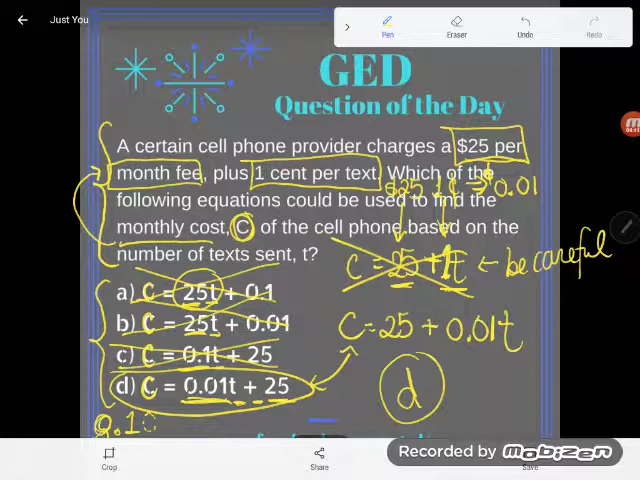 Just You
Pen
Eraser
Undo
Redo
GED
Question of the Day
A certain cell phone provider charges a $25 per
month fee, plus 1 cent per text. Which of the
$25 1¢ → $0.01
following equations could be used to find the
monthly cost, C of the cell phone based on the
number of texts sent, t?
C = 25 + 1t ← be careful
a) C = 25t + 0.1
b) C = 25t + 0.01
C = 25 + 0.01t
c) C = 0.1t + 25
d) C = 0.01t + 25
d
0.10
Recorded by mobizen
Crop
Share
Save